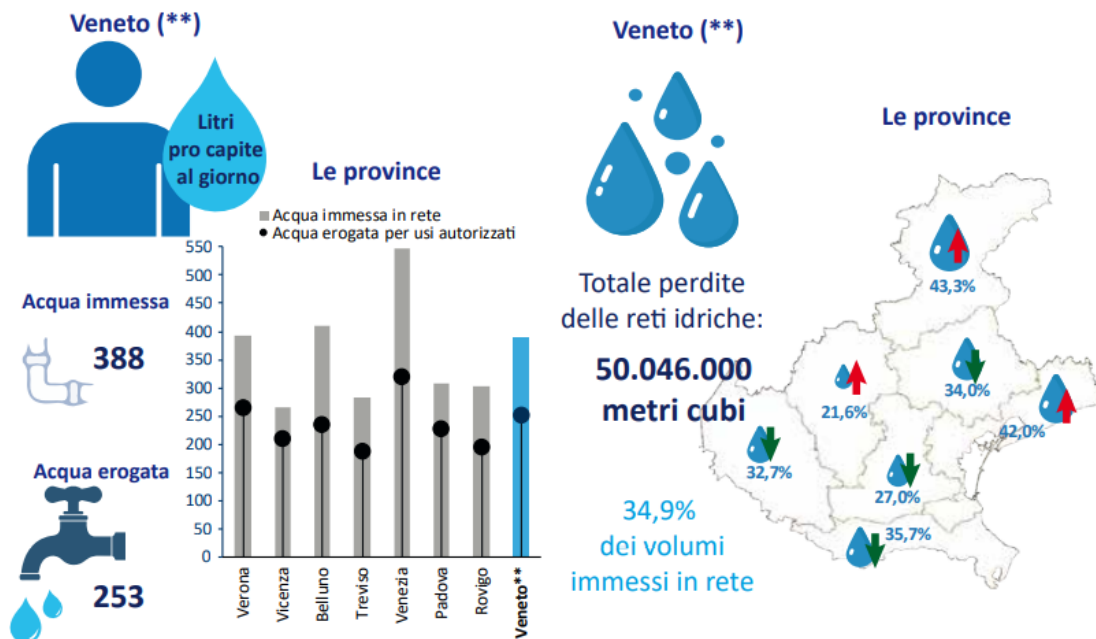 Veneto (**)
Litri
pro capite
al giorno
Acqua immessa
388
Acqua erogata
253
Le province
Acqua immessa in rete
Acqua erogata per usi autorizzati
550
500
450
400
350
300
250
200
150
100
50
0
Verona
Vicenza
Belluno
Treviso
Venezia
Padova
Rovigo
Veneto**
Veneto (**)
Totale perdite
delle reti idriche:
50.046.000
metri cubi
34,9%
dei volumi
immessi in rete
Le province
43,3%
34,0%
21,6%
42,0%
32,7%
27,0%
35,7%